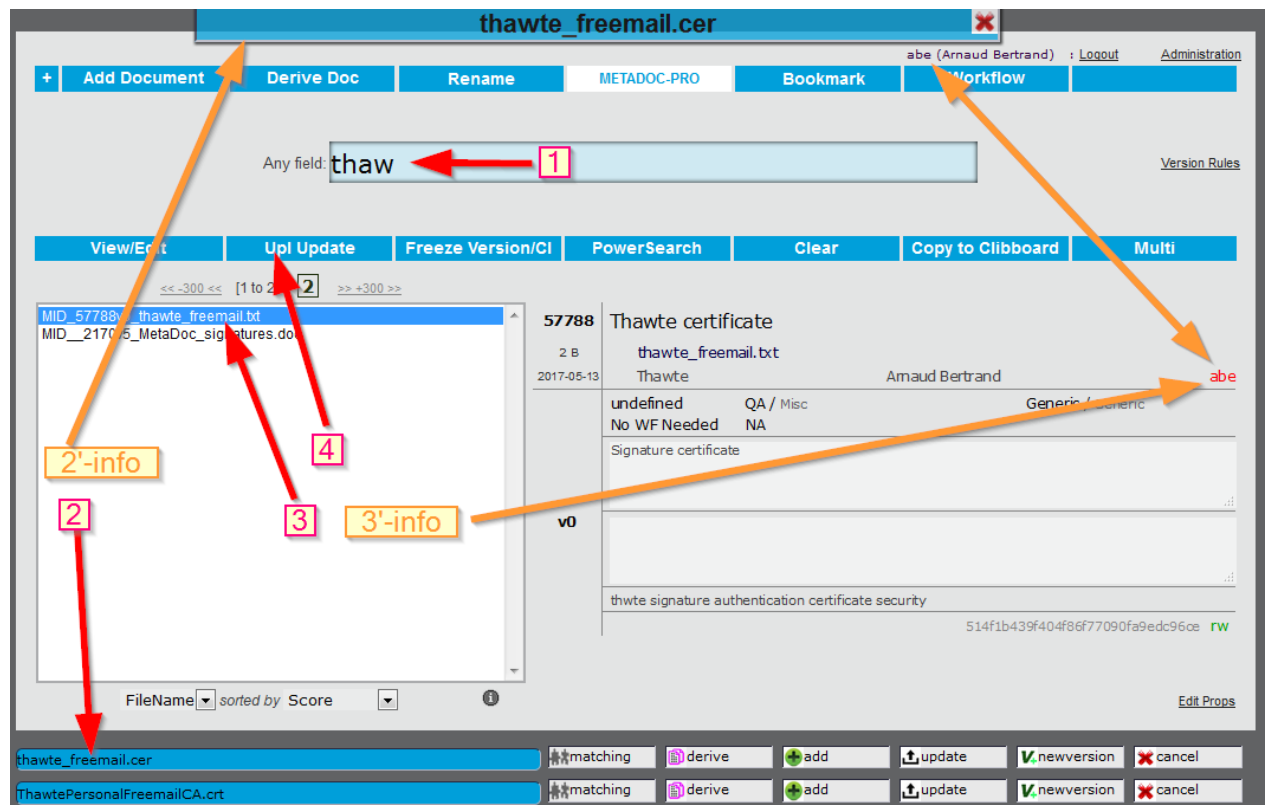 thawte_freemail.cer
abe (Arnaud Bertrand) : Logout Administration
+ Add Document Derive Doc Rename METADOC-PRO Bookmark Workflow
Any field: thaw 1 Version Rules
View/Edit Upl Update Freeze Version/CI PowerSearch Clear Copy to Clibboard Multi
<< -300 << [1 to 2 2 >> +300 >>
MID_57788v thawte_freemail.txt
MID__217 5_MetaDoc_signatures.doc
57788 Thawte certificate
2 B thawte_freemail.txt
2017-05-13 Thawte Arnaud Bertrand abe
undefined QA / Misc Generic / Generic
No WF Needed NA
Signature certificate
2'-info
4
2
3
3'-info
v0
thwte signature authentication certificate security
514f1b439f404f86f77090fa9edc96ce rw
FileName sorted by Score Edit Props
thawte_freemail.cer matching derive add update newversion cancel
ThawtePersonalFreemailCA.crt matching derive add update newversion cancel